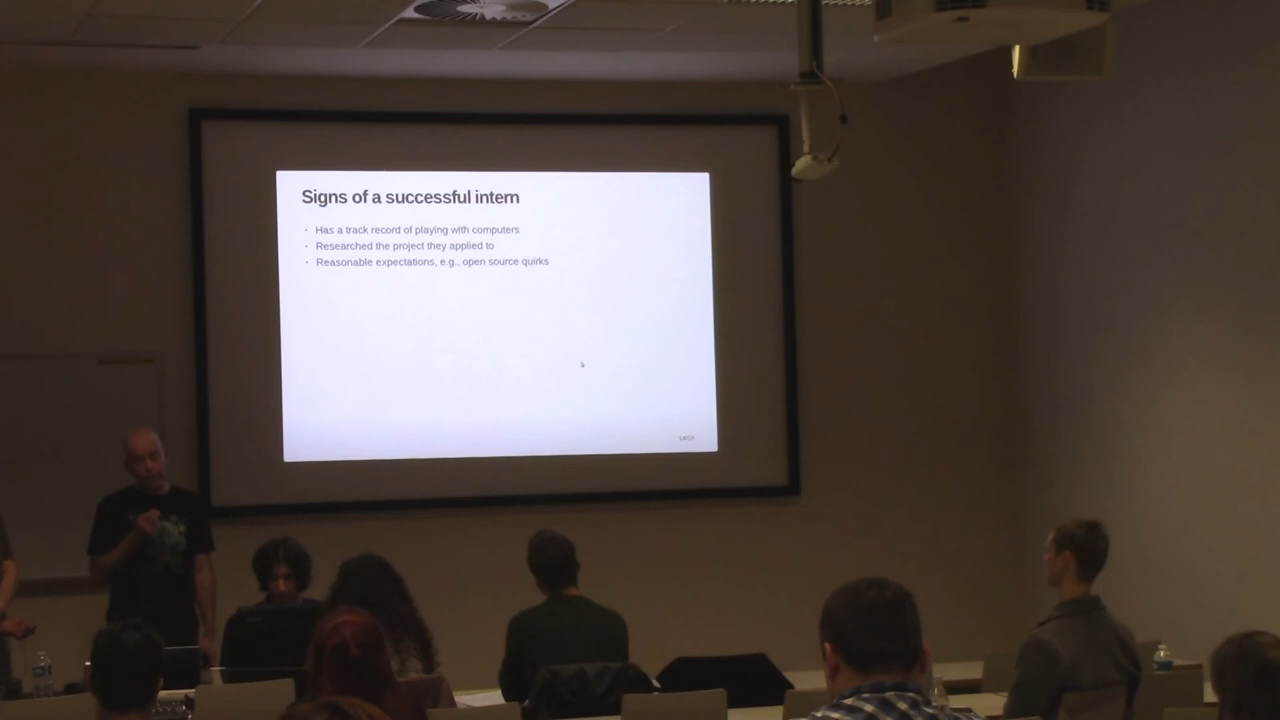 Signs of a successful intern
· Has a track record of playing with computers
· Researched the project they applied to
· Reasonable expectations, e.g., open source quirks